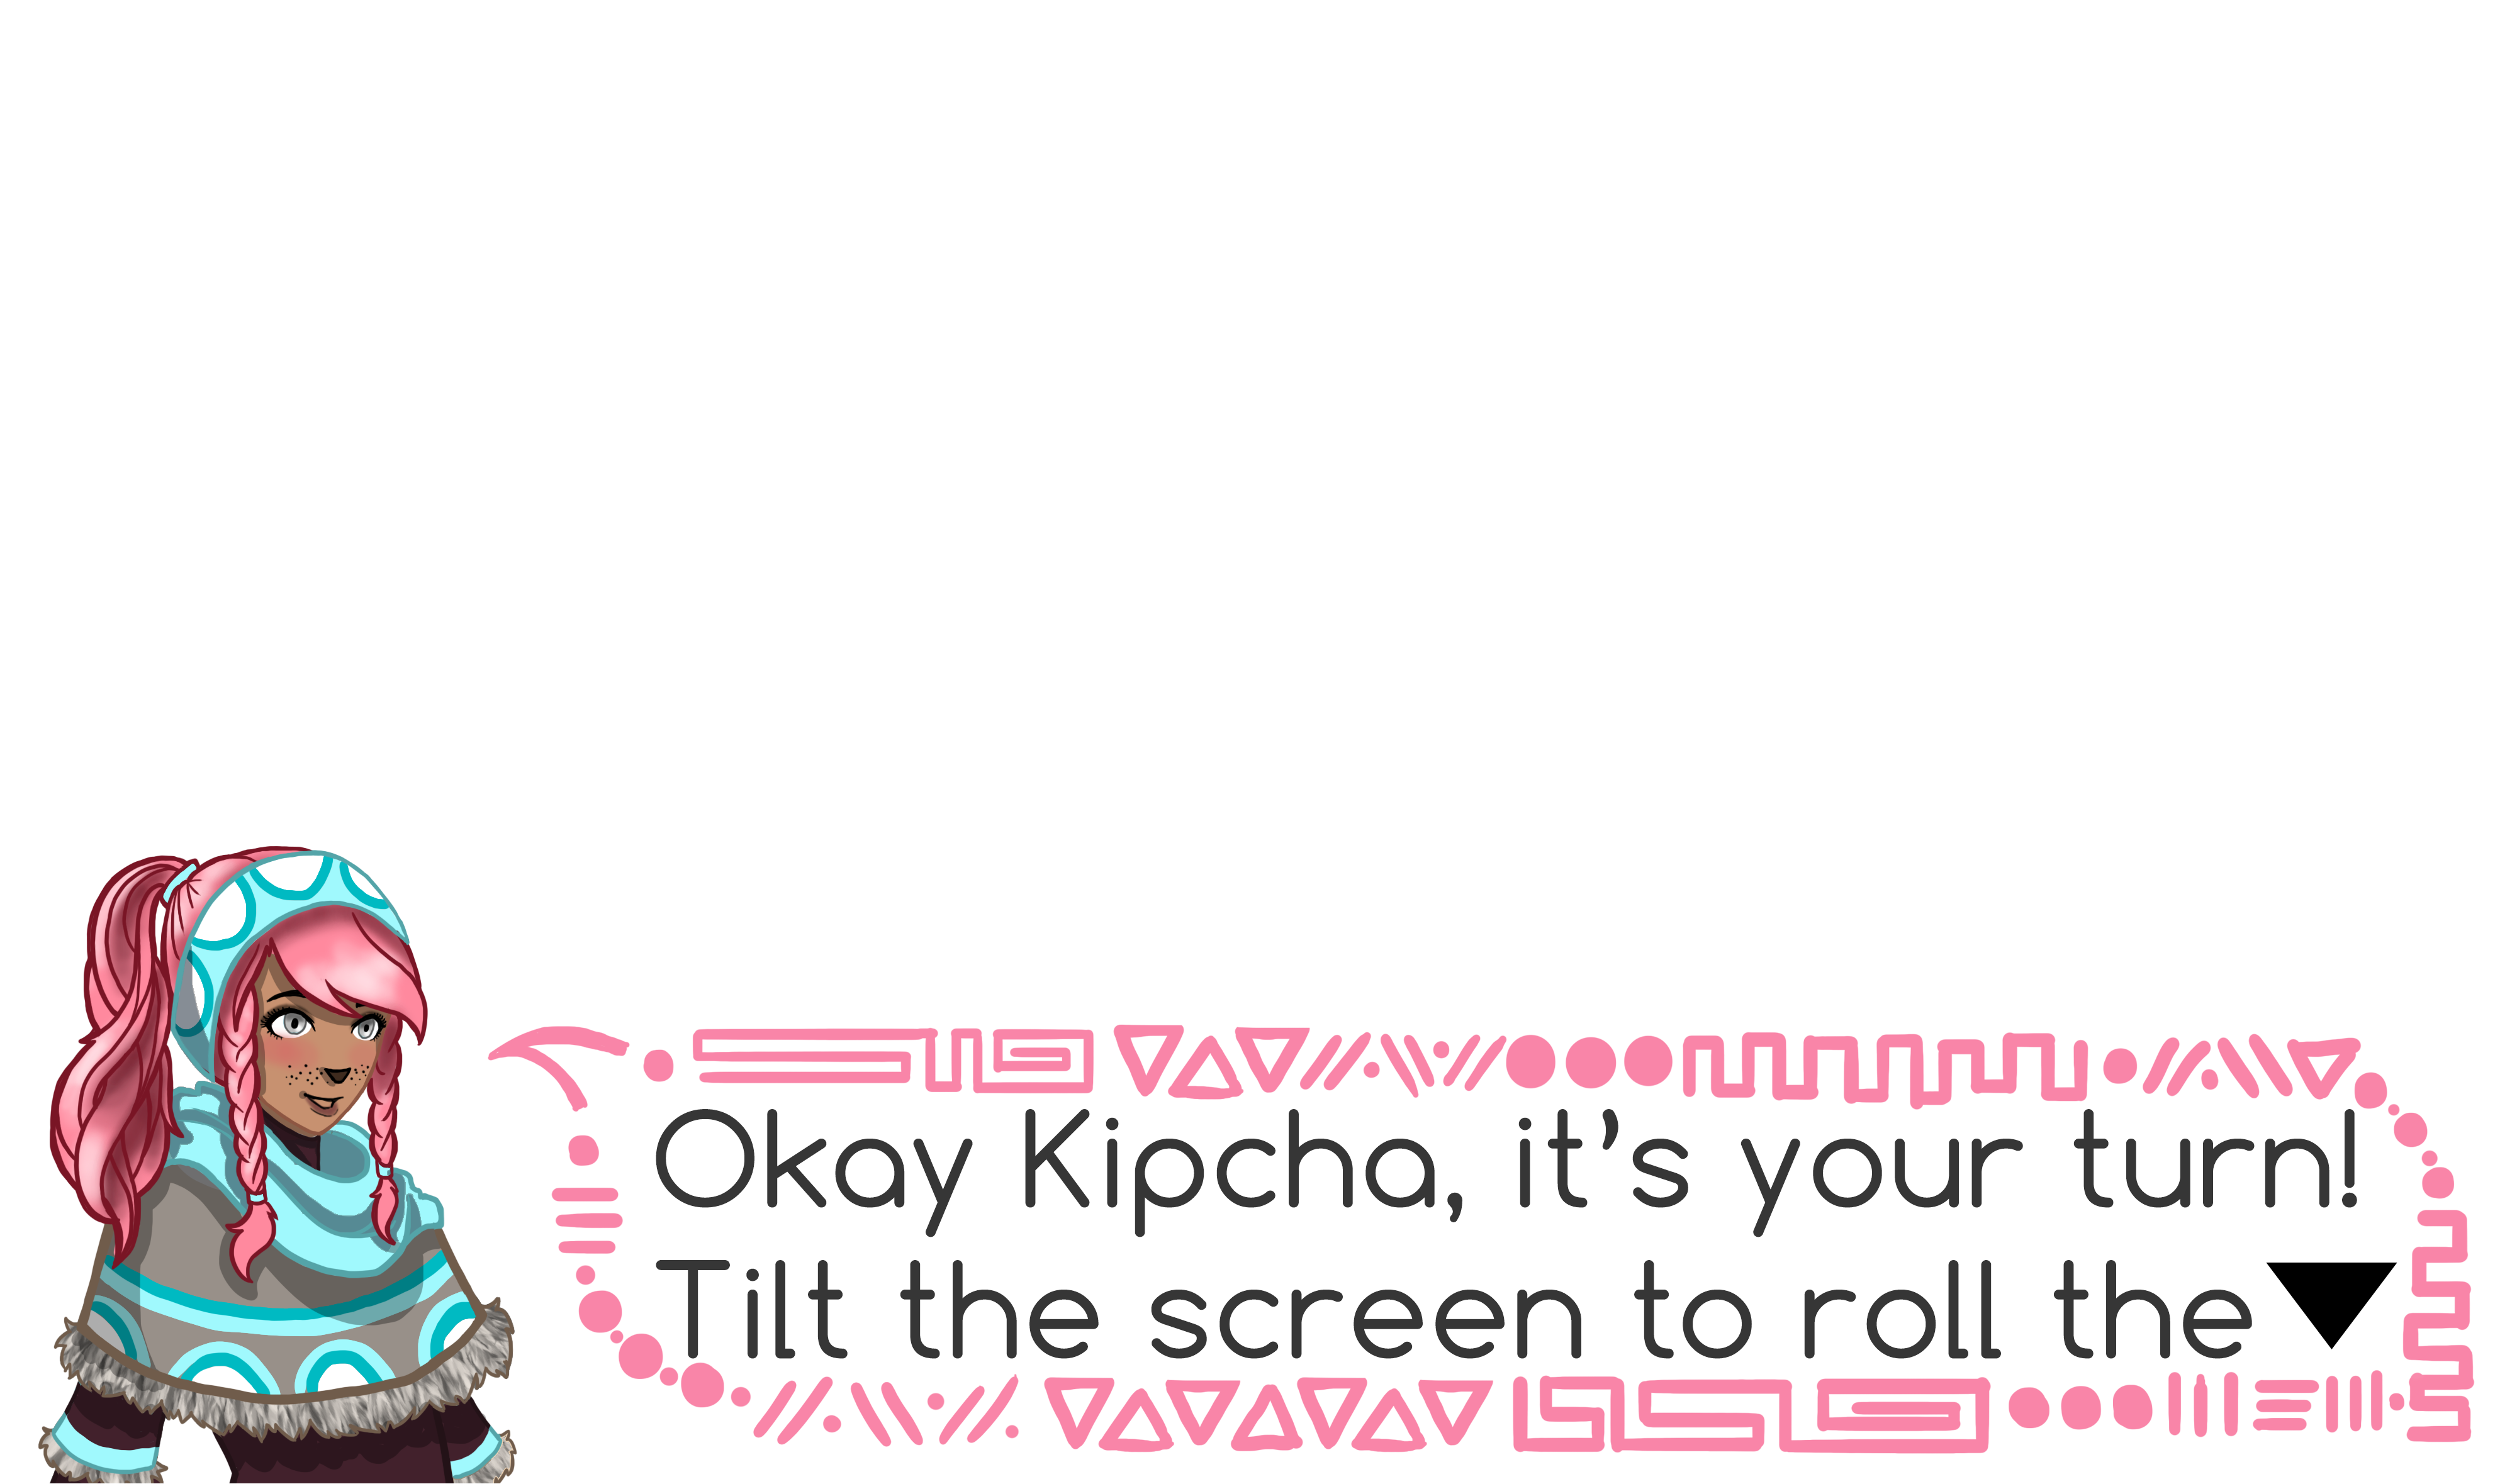 Okay Kipcha, it’s your turn!
Tilt the screen to roll the